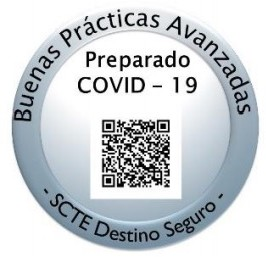 Buenas Prácticas Avanzadas
Preparado
COVID – 19
- SCTE Destino Seguro -